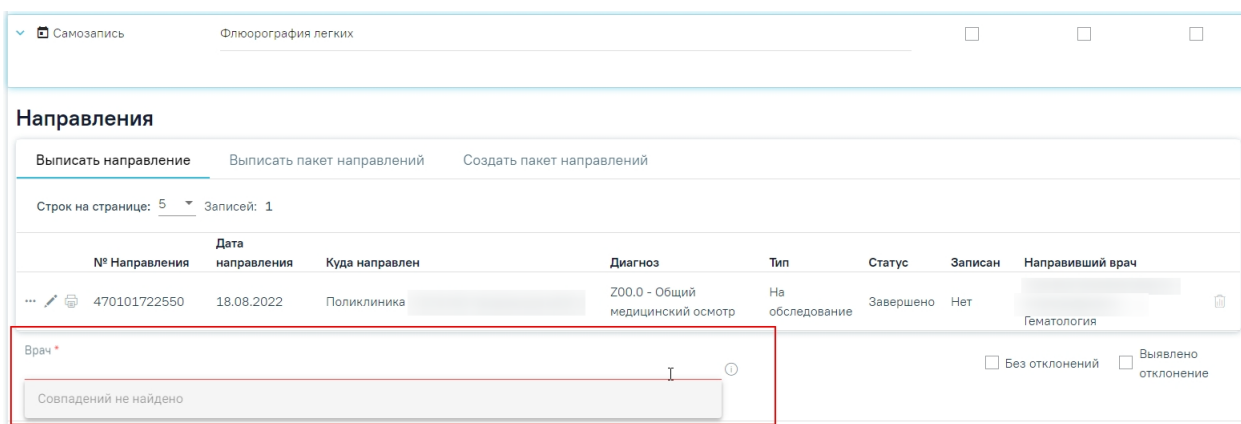 Самозапись Флюорография легких
Направления
Выписать направление Выписать пакет направлений Создать пакет направлений
Строк на странице: 5 Записей: 1
№ Направления Дата направления Куда направлен Диагноз Тип Статус Записан Направивший врач
470101722550 18.08.2022 Поликлиника Z00.0 - Общий медицинский осмотр На обследование Завершено Нет
Гематология
Врач *
Без отклонений Выявлено отклонение
Совпадений не найдено